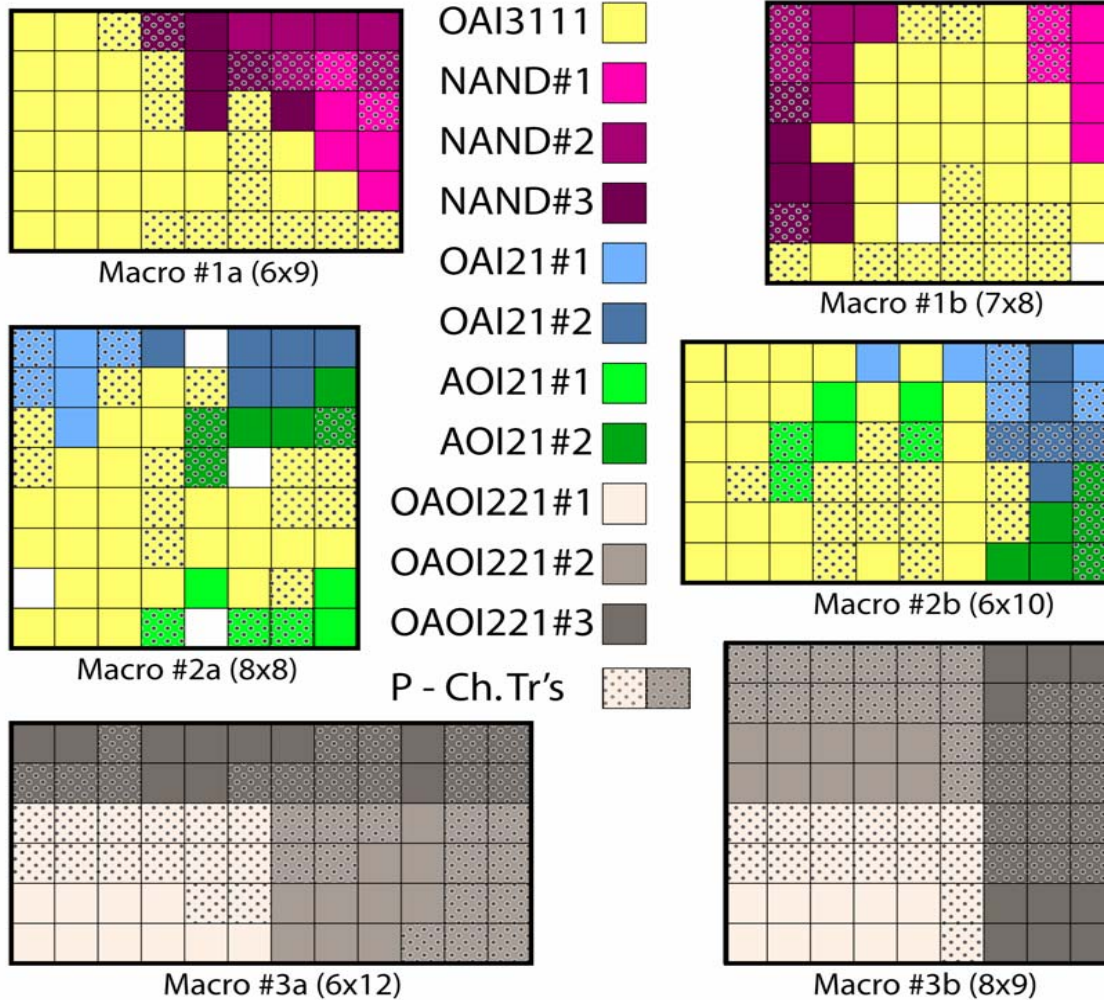 OAI3111
NAND#1
NAND#2
NAND#3
OAI21#1
OAI21#2
AOI21#1
AOI21#2
OAOI221#1
OAOI221#2
OAOI221#3
P - Ch.Tr's
Macro #1a (6x9)
Macro #1b (7x8)
Macro #2a (8x8)
Macro #2b (6x10)
Macro #3a (6x12)
Macro #3b (8x9)